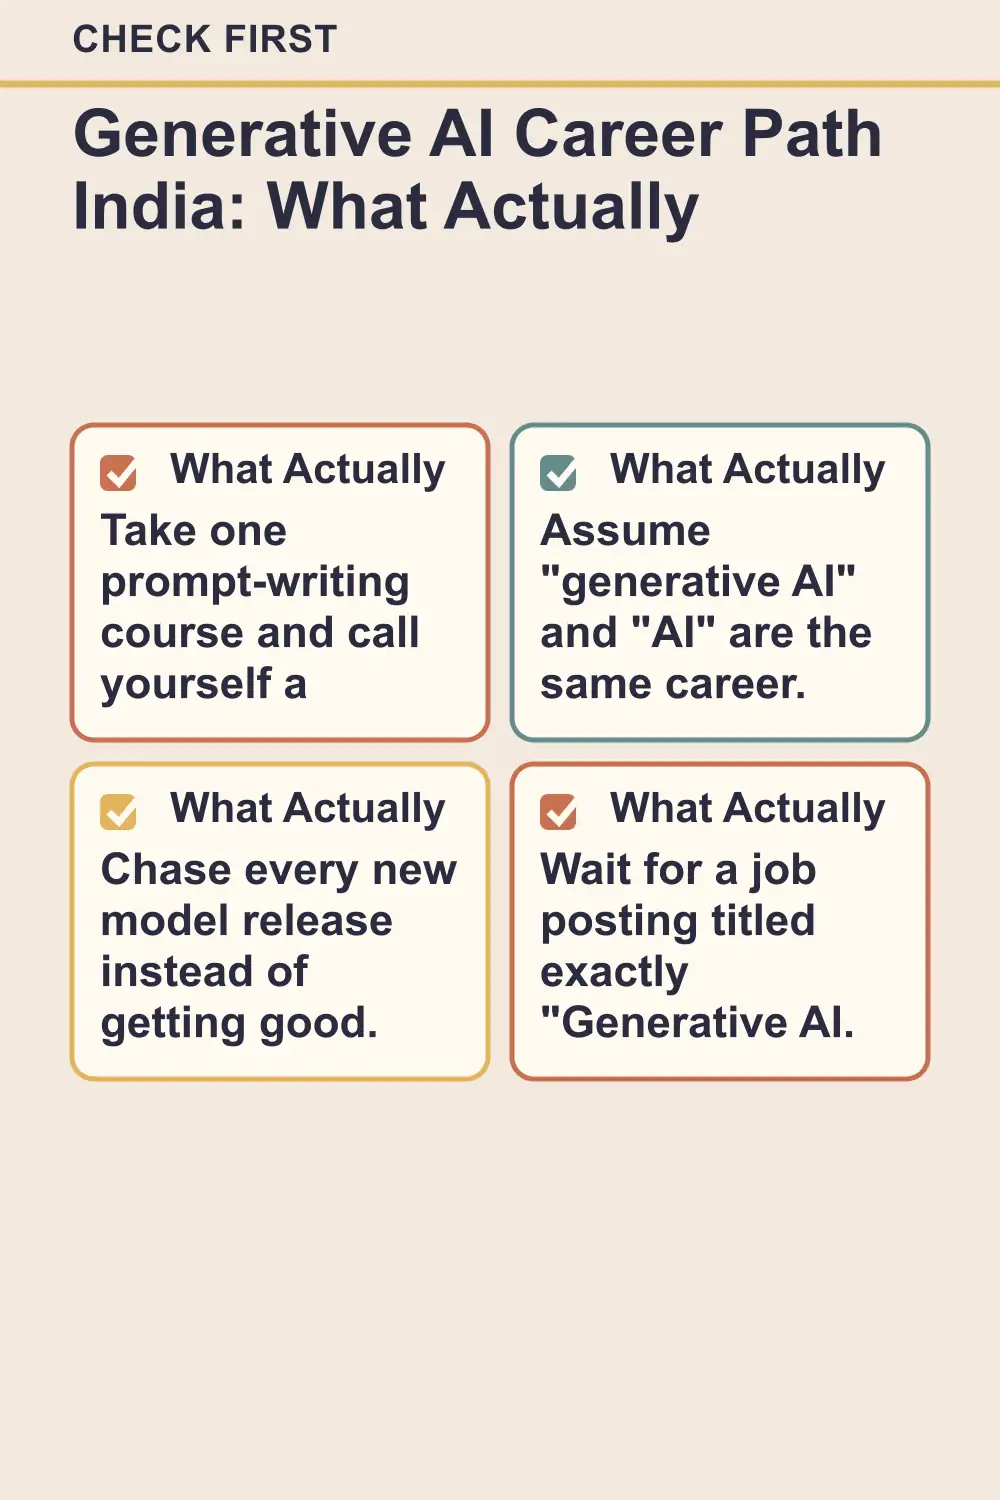 CHECK FIRST
Generative AI Career Path
India: What Actually
What Actually
Take one
prompt-writing
course and call
yourself a
What Actually
Assume
"generative AI"
and "AI" are the
same career.
What Actually
Chase every new
model release
instead of
getting good.
What Actually
Wait for a job
posting titled
exactly
"Generative AI.